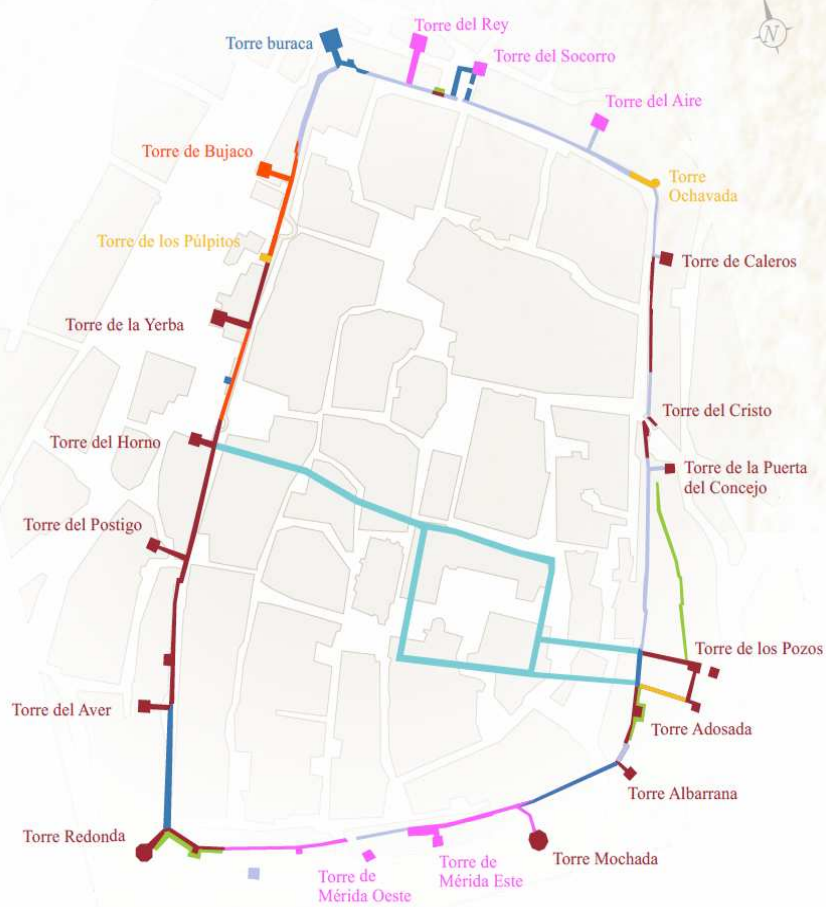 Torre del Rey
Torre buraca
Torre del Socorro
N
Torre del Aire
Torre de Bujaco
Torre
Ochavada
Torre de los Púlpitos
Torre de Caleros
Torre de la Yerba
Torre del Cristo
Torre del Horno
Torre de la Puerta
del Concejo
Torre del Postigo
Torre de los Pozos
Torre del Aver
Torre Adosada
Torre Albarrana
Torre Redonda
Torre Mochada
Torre de
Mérida Este
Torre de
Mérida Oeste